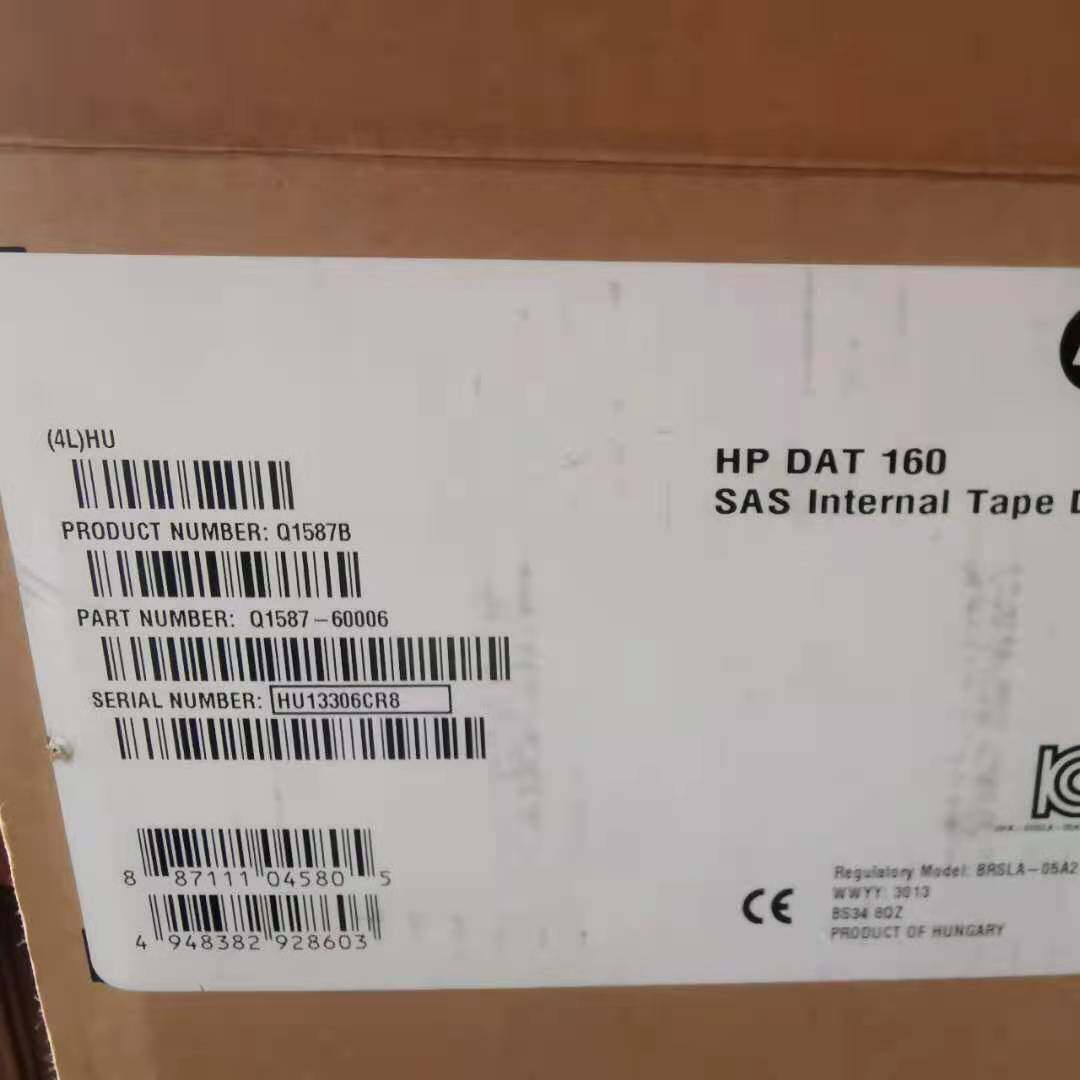 (4L)HU
PRODUCT NUMBER: Q1587B
PART NUMBER: Q1587-60006
SERIAL NUMBER: HU13306CR8
8 87111 04580 5
4 948382 928603
HP DAT 160
SAS Internal Tape
Regulatory Model: BRSLA-05A2
WWYY: 3013
BS34 8QZ
PRODUCT OF HUNGARY
CE